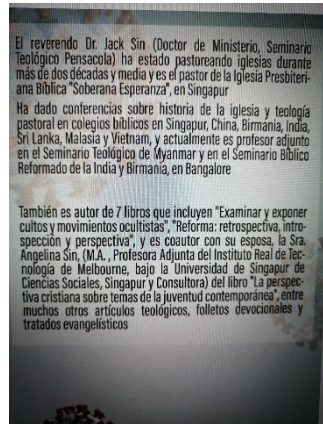 El reverendo Dr. Jack Sin (Doctor de Ministerio, Seminario
Teológico Pensacola) ha estado pastoreando iglesias durante
más de dos décadas y media y es el pastor de la Iglesia Presbiteri-
ana Bíblica "Soberana Esperanza", en Singapur
Ha dado conferencias sobre historia de la iglesia y teología
pastoral en colegios bíblicos en Singapur, China, Birmania, India,
Sri Lanka, Malasia y Vietnam, y actualmente es profesor adjunto
en el Seminario Teológico de Myanmar y en el Seminario Bíblico
Reformado de la India y Birmania, en Bangalore
También es autor de 7 libros que incluyen "Examinar y exponer
cultos y movimientos ocultistas", "Reforma: retrospectiva, intro-
spección y perspectiva", y es coautor con su esposa, la Sra.
Angelina Sin, (M.A., Profesora Adjunta del Instituto Real de Tec-
nología de Melbourne, bajo la Universidad de Singapur de
Ciencias Sociales, Singapur y Consultora) del libro "La perspec-
tiva cristiana sobre temas de la juventud contemporánea", entre
muchos otros artículos teológicos, folletos devocionales y
tratados evangelísticos